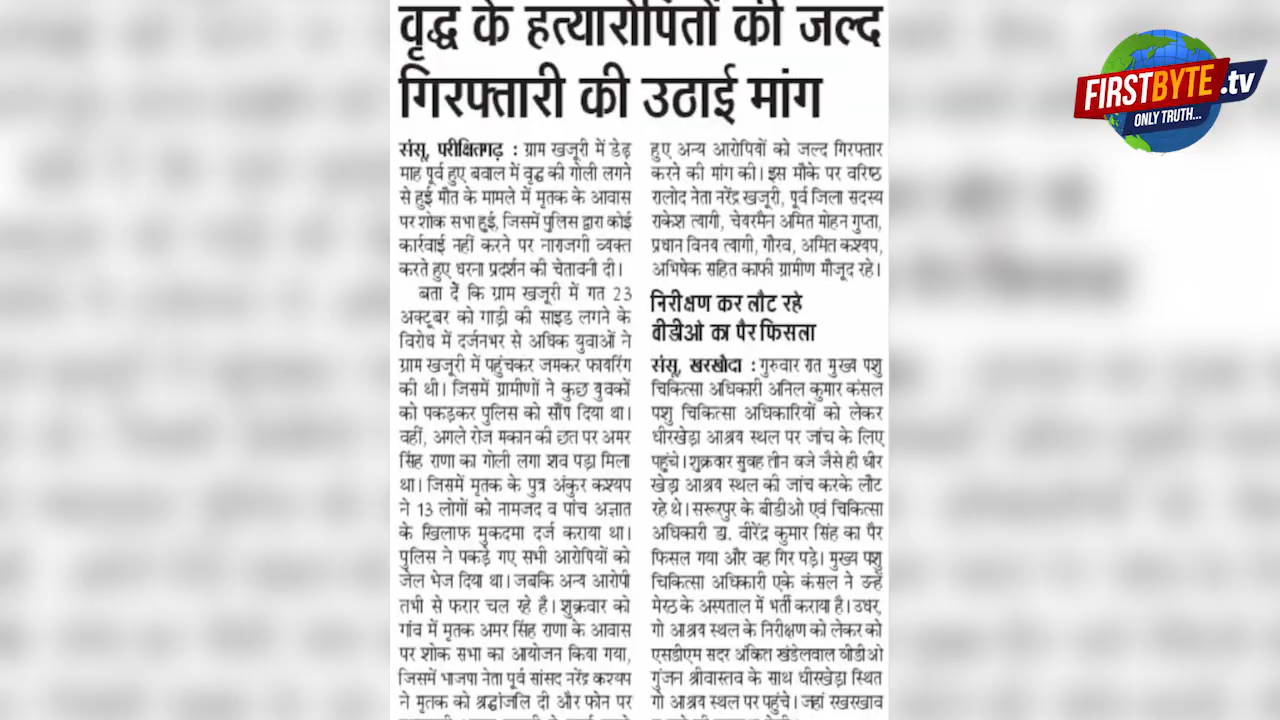 वृद्ध के हत्यारोपितों की जल्द
गिरफ्तारी की उठाई मांग
संसू, परीक्षितगढ़ : ग्राम खजूरी में डेढ़
माह पूर्व हुए बवाल में वृद्ध की गोली लगने
से हुई मौत के मामले में मृतक के आवास
पर शोक सभा हुई, जिसमें पुलिस द्वारा कोई
कार्रवाई नहीं करने पर नाराजगी व्यक्त
करते हुए धरना प्रदर्शन की चेतावनी दी।
बता दें कि ग्राम खजूरी में गत 23
अक्टूबर को गाड़ी की साइड लगने के
विरोध में दर्जनभर से अधिक युवाओं ने
ग्राम खजूरी में पहुंचकर जमकर फायरिंग
की थी। जिसमें ग्रामीणों ने कुछ युवकों
को पकड़कर पुलिस को सौंप दिया था।
वहीं, अगले रोज मकान की छत पर अमर
सिंह राणा का गोली लगा शव पड़ा मिला
था। जिसमें मृतक के पुत्र अंकुर कश्यप
ने 13 लोगों को नामजद व पांच अज्ञात
के खिलाफ मुकदमा दर्ज कराया था।
पुलिस ने पकड़े गए सभी आरोपियों को
जेल भेज दिया था। जबकि अन्य आरोपी
तभी से फरार चल रहे है। शुक्रवार को
गांव में मृतक अमर सिंह राणा के आवास
पर शोक सभा का आयोजन किया गया,
जिसमें भाजपा नेता पूर्व सांसद नरेंद्र कश्यप
ने मृतक को श्रद्धांजलि दी और फोन पर
हुए अन्य आरोपियों को जल्द गिरफ्तार
करने की मांग की। इस मौके पर वरिष्ठ
रालोद नेता नरेंद्र खजूरी, पूर्व जिला सदस्य
राकेश त्यागी, चेयरमैन अमित मोहन गुप्ता,
प्रधान विनय त्यागी, गौरव, अमित कश्यप,
अभिषेक सहित काफी ग्रामीण मौजूद रहे।
निरीक्षण कर लौट रहे
बीडीओ का पैर फिसला
संसू, खरखौदा : गुरुवार रात मुख्य पशु
चिकित्सा अधिकारी अनिल कुमार कंसल
पशु चिकित्सा अधिकारियों को लेकर
धीरखेड़ा आश्रय स्थल पर जांच के लिए
पहुंचे। शुक्रवार सुवह तीन वजे जैसे ही धीर
खेड़ा आश्रय स्थल की जांच करके लौट
रहे थे। सरूरपुर के बीडीओ एवं चिकित्सा
अधिकारी डा. वीरेंद्र कुमार सिंह का पैर
फिसल गया और वह गिर पड़े। मुख्य पशु
चिकित्सा अधिकारी एके कंसल ने उन्हें
मेरठ के अस्पताल में भर्ती कराया है। उधर,
गो आश्रय स्थल के निरीक्षण को लेकर को
एसडीएम सदर अंकित खंडेलवाल बीडीओ
गुंजन श्रीवास्तव के साथ धीरखेड़ा स्थित
गो आश्रय स्थल पर पहुंचे। जहां रखरखाव
FIRSTBYTE.tv
ONLY TRUTH...